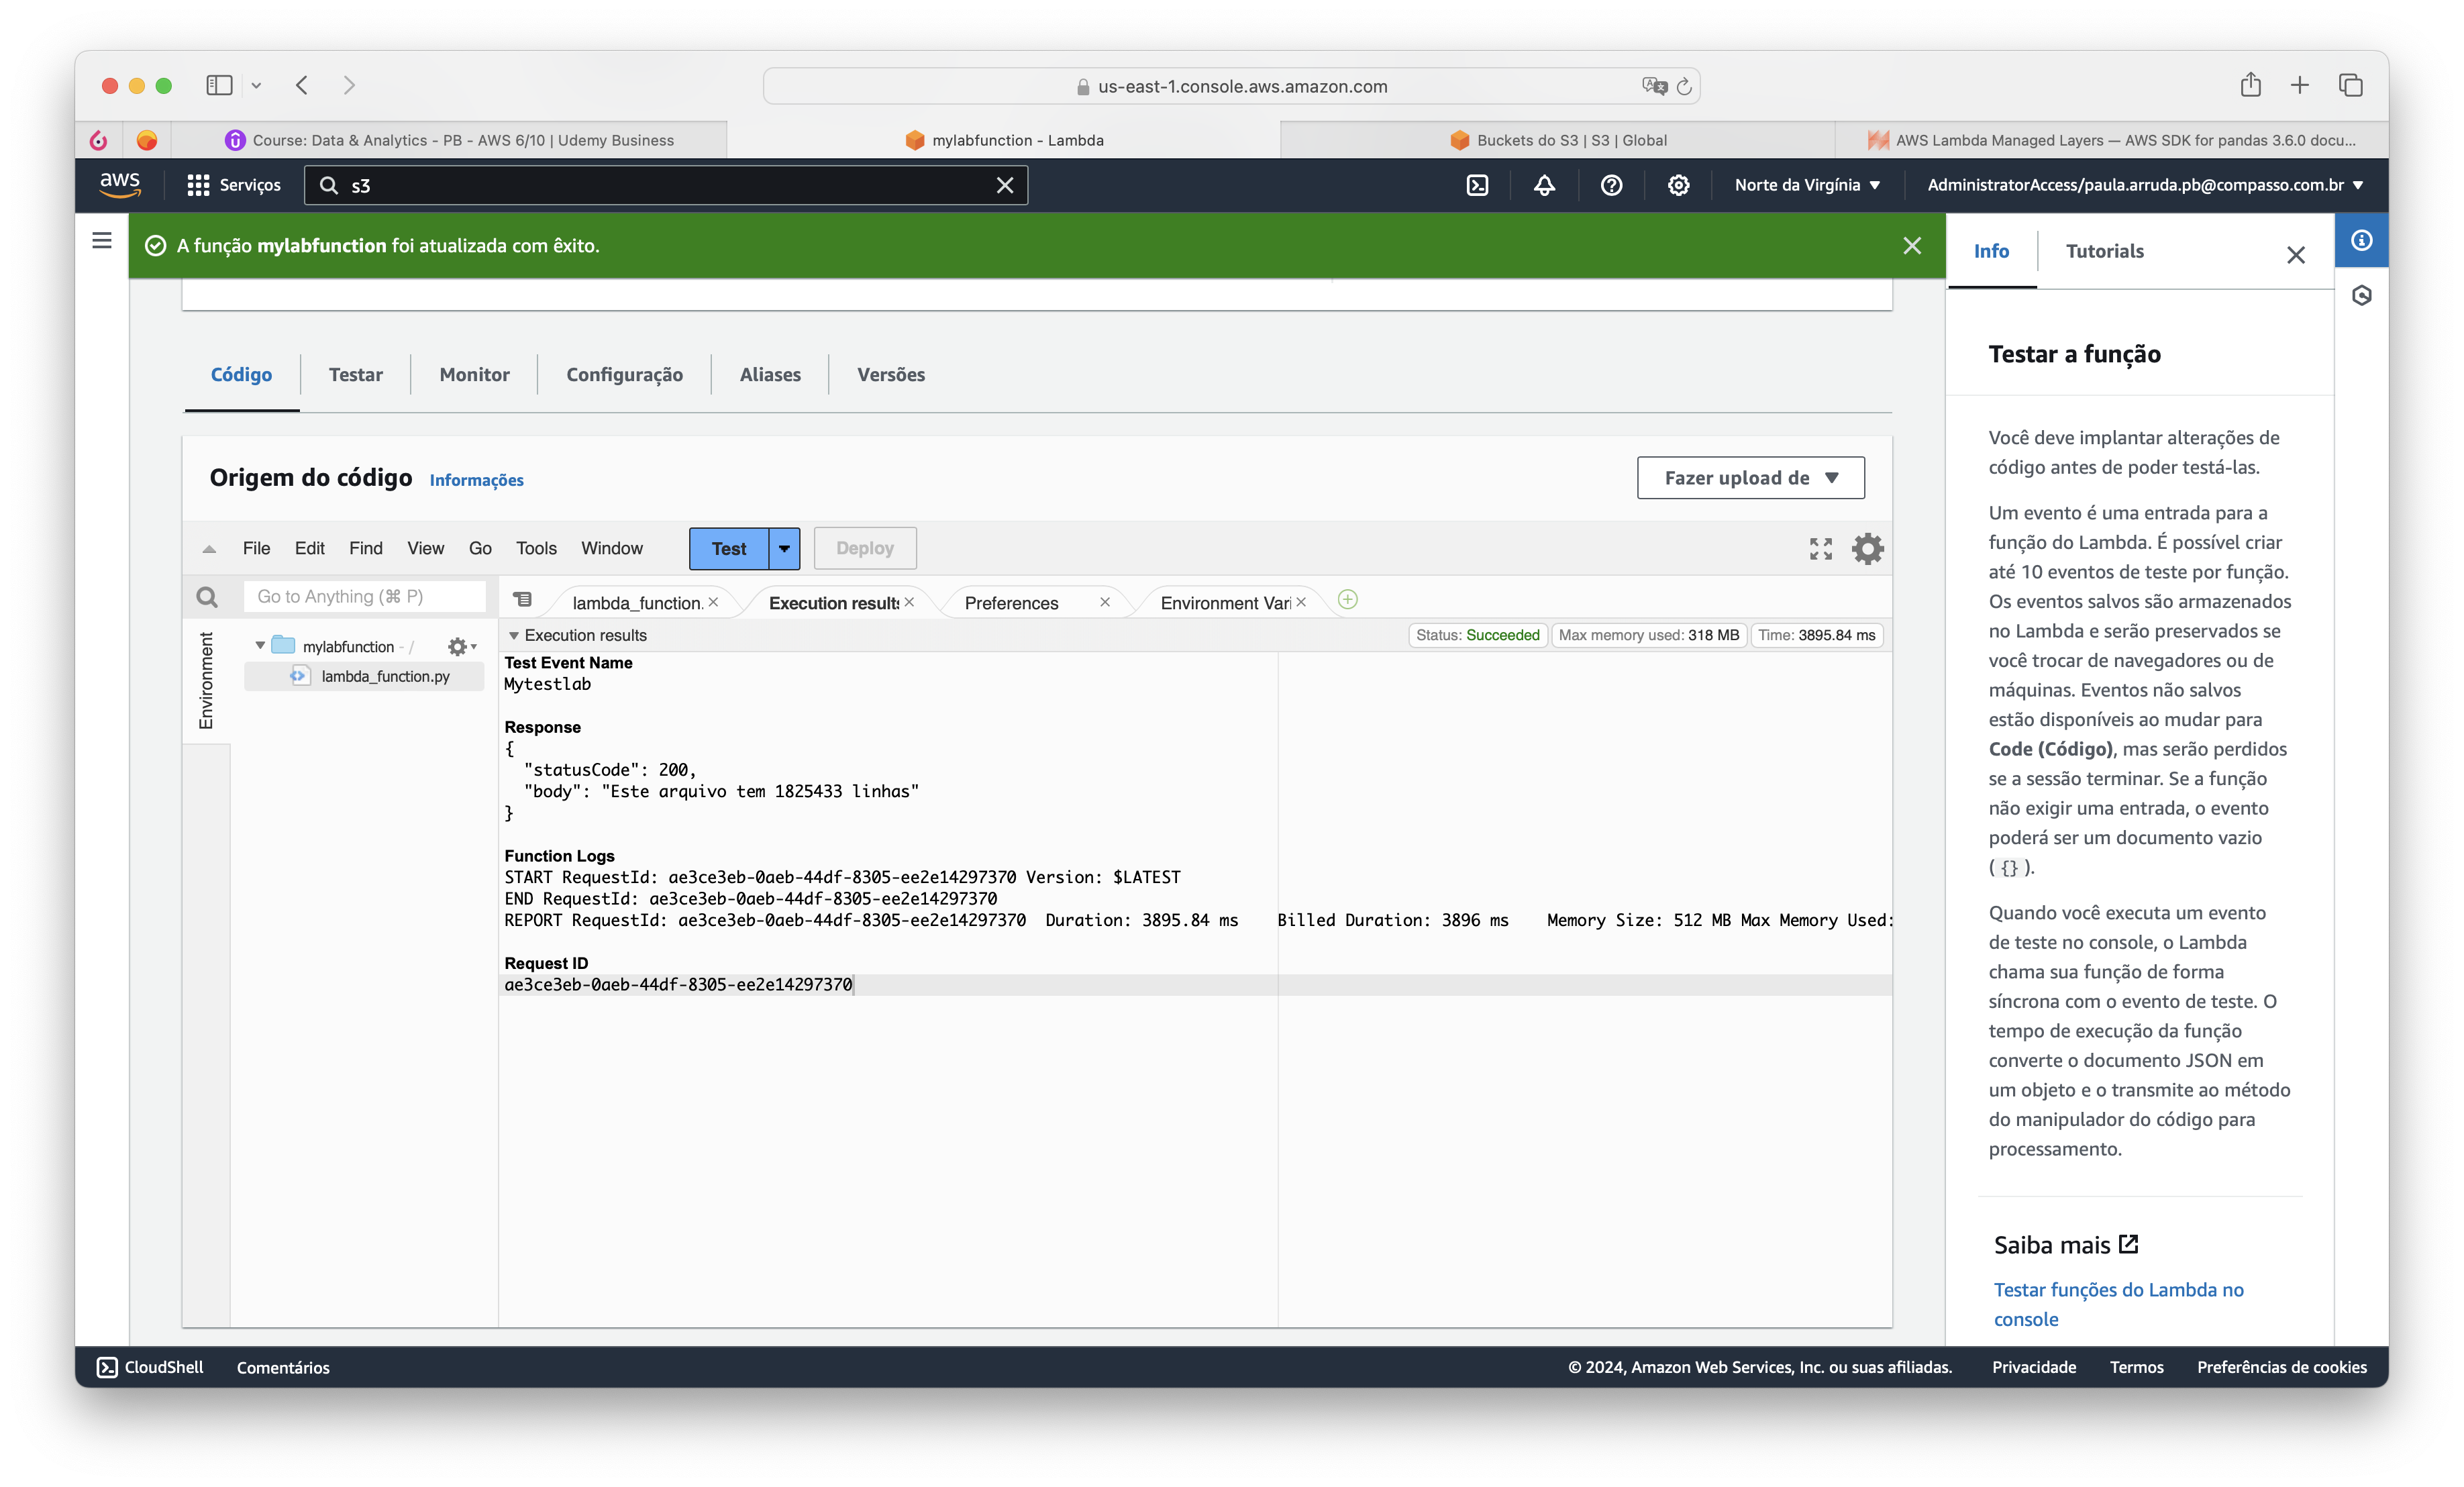 us-east-1.console.aws.amazon.com
Course: Data & Analytics - PB - AWS 6/10 | Udemy Business
mylabfunction - Lambda
Buckets do S3 | S3 | Global
AWS Lambda Managed Layers — AWS SDK for pandas 3.6.0 docu...
aws
Serviços
s3
Norte da Virgínia
AdministratorAccess/paula.arruda.pb@compasso.com.br
A função mylabfunction foi atualizada com êxito.
Código
Testar
Monitor
Configuração
Aliases
Versões
Origem do código
Informações
Fazer upload de
File
Edit
Find
View
Go
Tools
Window
Test
Deploy
Go to Anything (⌘ P)
lambda_function.
Execution results
Preferences
Environment Vari
Environment
mylabfunction - /
lambda_function.py
Execution results
Status: Succeeded
Max memory used: 318 MB
Time: 3895.84 ms
Test Event Name
Mytestlab
Response
{
"statusCode": 200,
"body": "Este arquivo tem 1825433 linhas"
}
Function Logs
START RequestId: ae3ce3eb-0aeb-44df-8305-ee2e14297370 Version: $LATEST
END RequestId: ae3ce3eb-0aeb-44df-8305-ee2e14297370
REPORT RequestId: ae3ce3eb-0aeb-44df-8305-ee2e14297370 Duration: 3895.84 ms Billed Duration: 3896 ms Memory Size: 512 MB Max Memory Used:
Request ID
ae3ce3eb-0aeb-44df-8305-ee2e14297370
Info
Tutorials
Testar a função
Você deve implantar alterações de
código antes de poder testá-las.
Um evento é uma entrada para a
função do Lambda. É possível criar
até 10 eventos de teste por função.
Os eventos salvos são armazenados
no Lambda e serão preservados se
você trocar de navegadores ou de
máquinas. Eventos não salvos
estão disponíveis ao mudar para
Code (Código), mas serão perdidos
se a sessão terminar. Se a função
não exigir uma entrada, o evento
poderá ser um documento vazio
( {} ).
Quando você executa um evento
de teste no console, o Lambda
chama sua função de forma
síncrona com o evento de teste. O
tempo de execução da função
converte o documento JSON em
um objeto e o transmite ao método
do manipulador do código para
processamento.
Saiba mais
Testar funções do Lambda no
console
CloudShell
Comentários
© 2024, Amazon Web Services, Inc. ou suas afiliadas.
Privacidade
Termos
Preferências de cookies